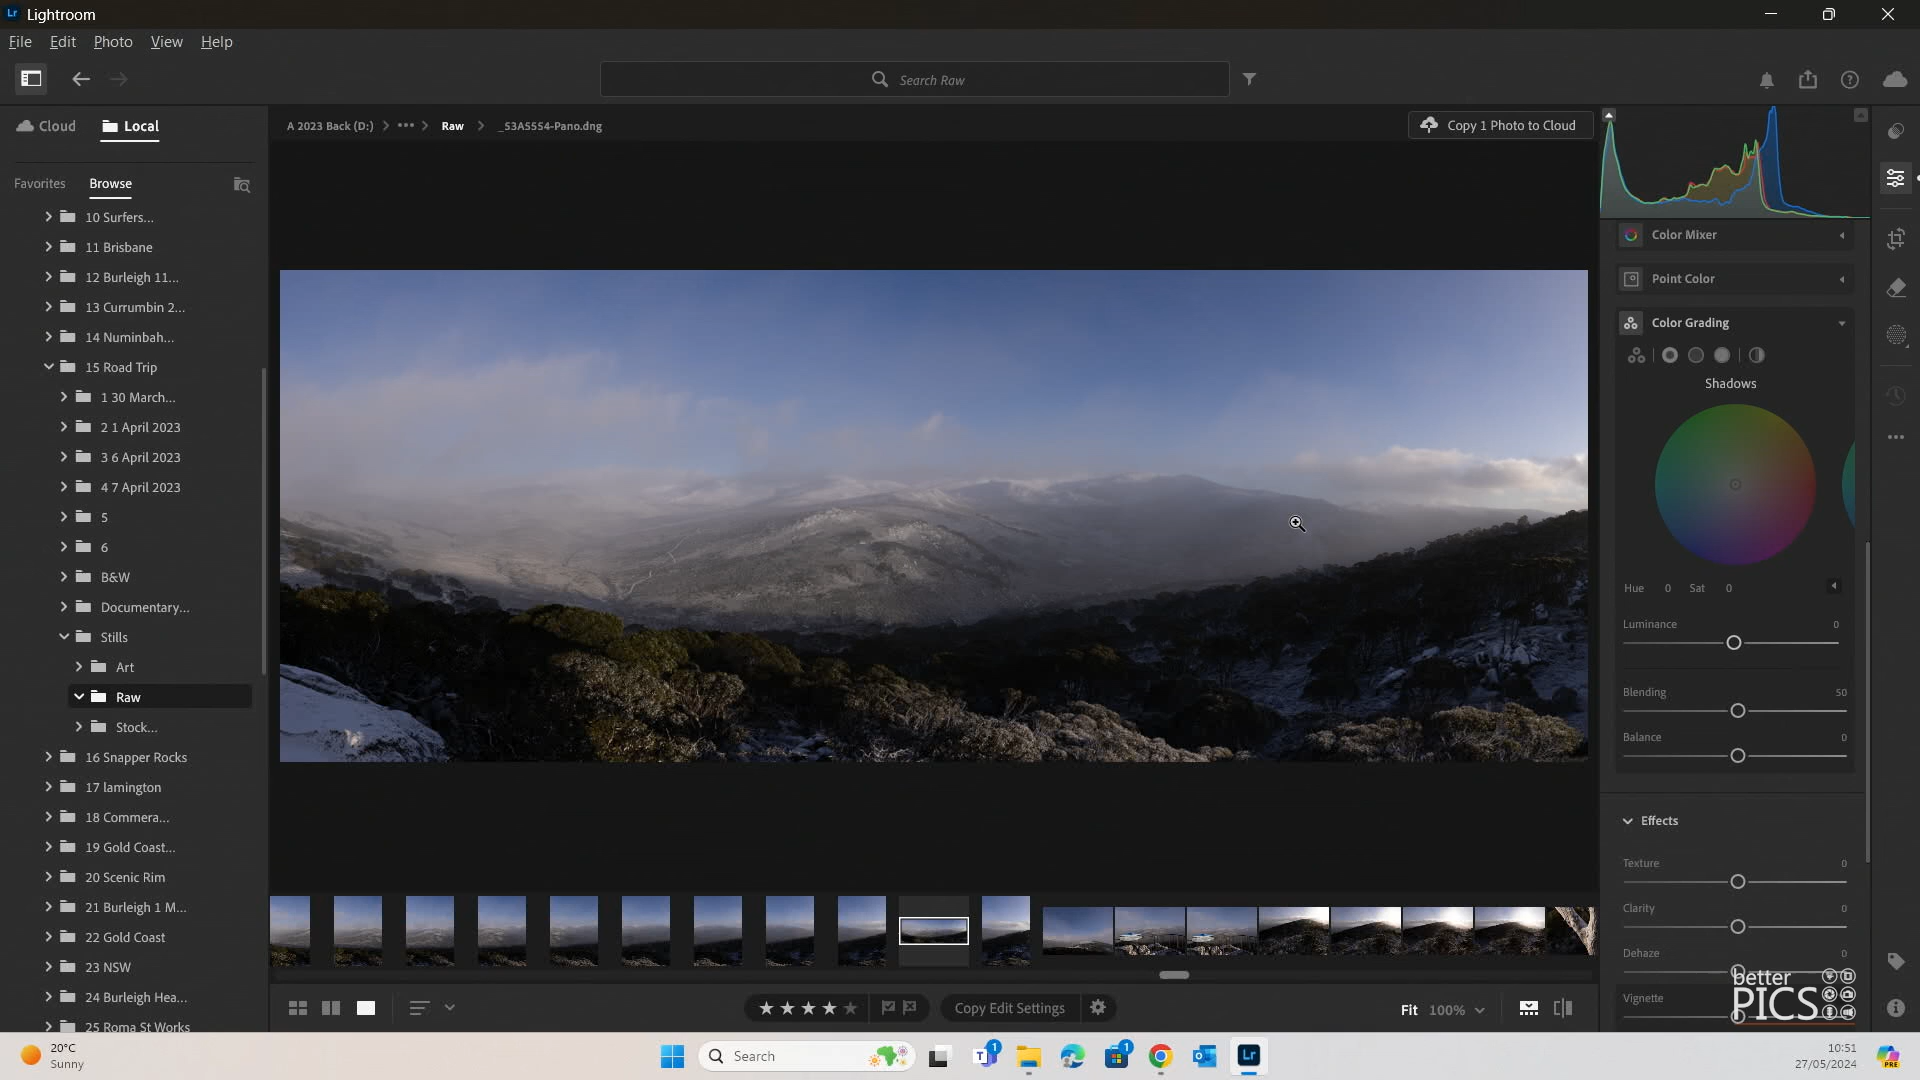 Lr Lightroom
File Edit Photo View Help
Search Raw
Cloud Local
A 2023 Back (D:) > ••• > Raw > _53A5554-Pano.dng
Copy 1 Photo to Cloud
Favorites Browse
10 Surfers...
11 Brisbane
12 Burleigh 11...
13 Currumbin 2...
14 Numinbah...
15 Road Trip
1 30 March...
2 1 April 2023
3 6 April 2023
4 7 April 2023
5
6
B&W
Documentary...
Stills
Art
Raw
Stock...
16 Snapper Rocks
17 lamington
18 Commera...
19 Gold Coast...
20 Scenic Rim
21 Burleigh 1 M...
22 Gold Coast
23 NSW
24 Burleigh Hea...
25 Roma St Works
Color Mixer
Point Color
Color Grading
Shadows
Hue 0 Sat 0
Luminance 0
Blending 50
Balance 0
Effects
Texture 0
Clarity 0
Dehaze 0
Vignette
better
PICS
Copy Edit Settings
Fit 100%
20°C
Sunny
Search
1
1
Lr
10:51
27/05/2024
PRE